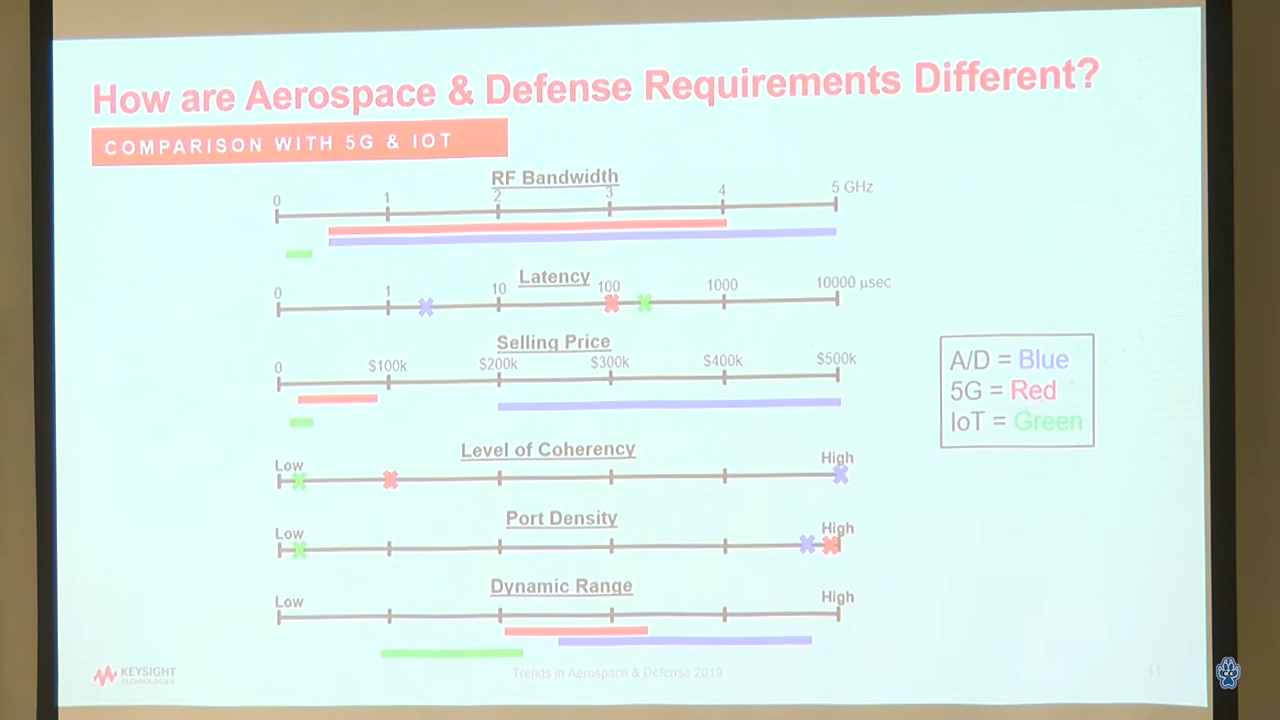 How are Aerospace & Defense Requirements Different?
COMPARISON WITH 5G & IOT
RF Bandwidth
0 1 2 3 4 5 GHz
Latency
0 1 10 100 1000 10000 µsec
Selling Price
0 $100k $200k $300k $400k $500k
A/D = Blue
5G = Red
IoT = Green
Level of Coherency
Low High
Port Density
Low High
Dynamic Range
Low High
KEYSIGHT
TECHNOLOGIES
Trends in Aerospace & Defense 2019
11